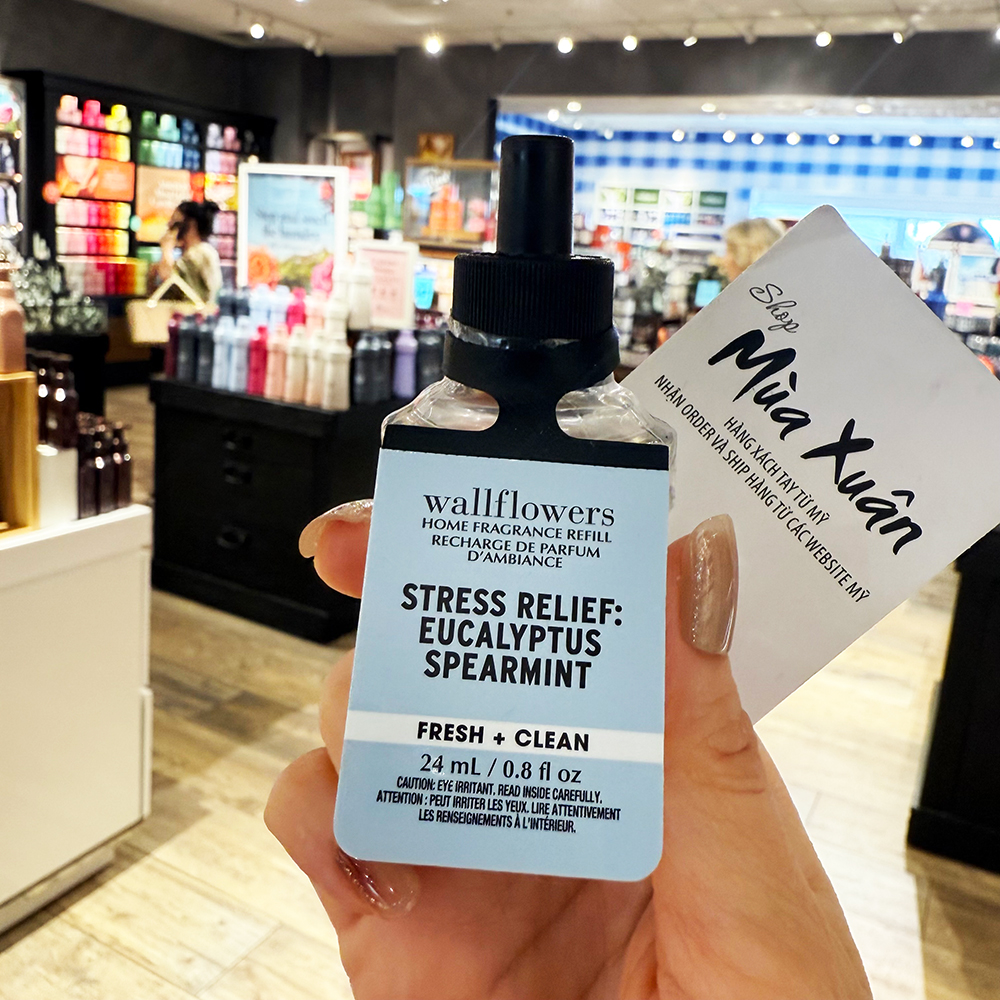 wallflowers
HOME FRAGRANCE REFILL
RECHARGE DE PARFUM
D'AMBIANCE
STRESS RELIEF:
EUCALYPTUS
SPEARMINT
FRESH + CLEAN
24 mL / 0.8 fl oz
CAUTION: EYE IRRITANT. READ INSIDE CAREFULLY.
ATTENTION : PEUT IRRITER LES YEUX. LIRE ATTENTIVEMENT
LES RENSEIGNEMENTS À L'INTÉRIEUR.
Shop
Mùa Xuân
HÀNG XÁCH TAY TỪ MỸ
NHẬN ORDER VÀ SHIP HÀNG TỪ CÁC WEBSITE MỸ